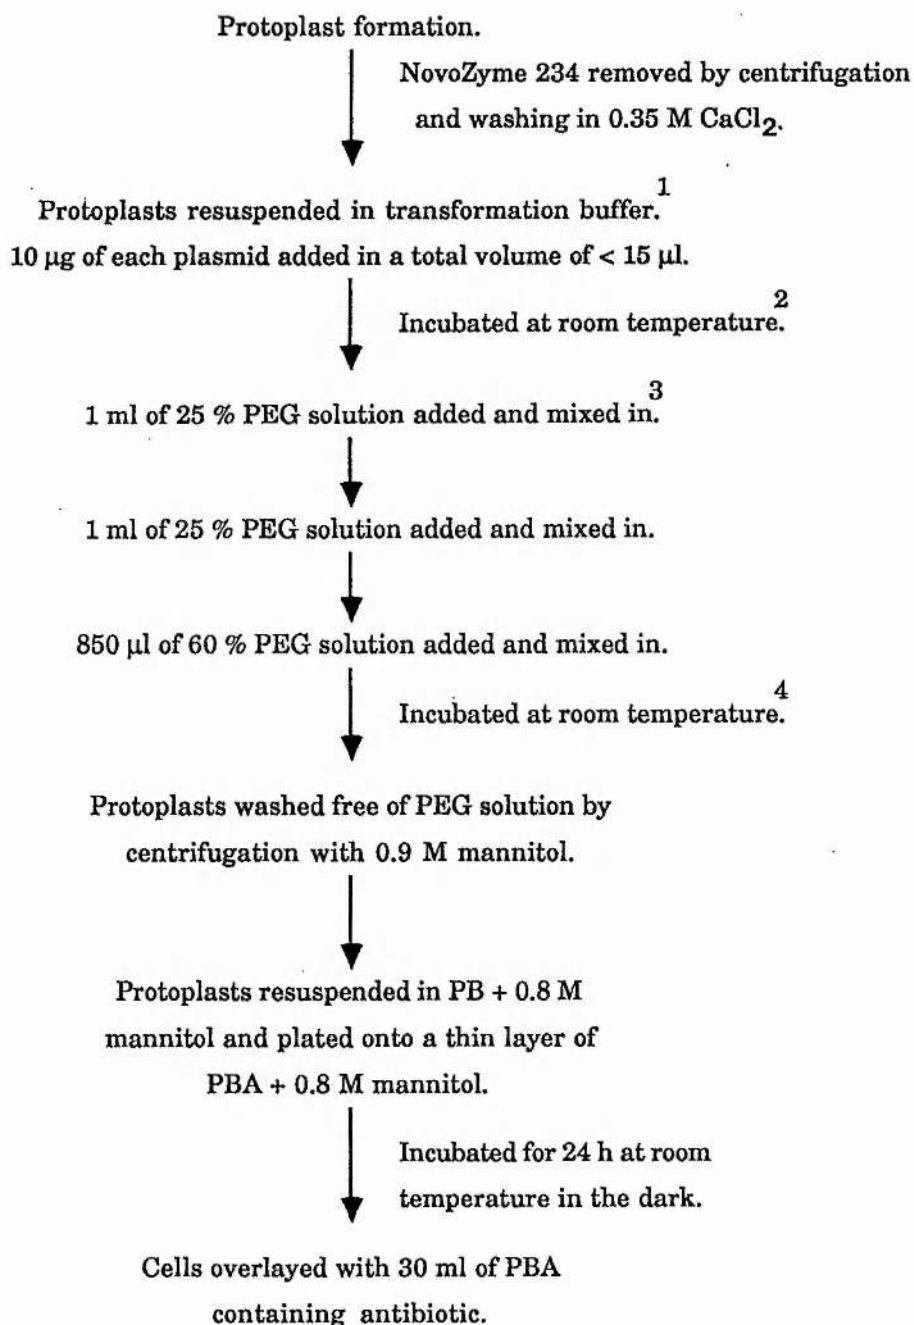 Protoplast formation.
NovoZyme 234 removed by centrifugation
and washing in 0.35 M CaCl2.
Protoplasts resuspended in transformation buffer.1
10 µg of each plasmid added in a total volume of < 15 µl.
Incubated at room temperature.2
1 ml of 25 % PEG solution added and mixed in.3
1 ml of 25 % PEG solution added and mixed in.
850 µl of 60 % PEG solution added and mixed in.
Incubated at room temperature.4
Protoplasts washed free of PEG solution by
centrifugation with 0.9 M mannitol.
Protoplasts resuspended in PB + 0.8 M
mannitol and plated onto a thin layer of
PBA + 0.8 M mannitol.
Incubated for 24 h at room
temperature in the dark.
Cells overlayed with 30 ml of PBA
containing antibiotic.